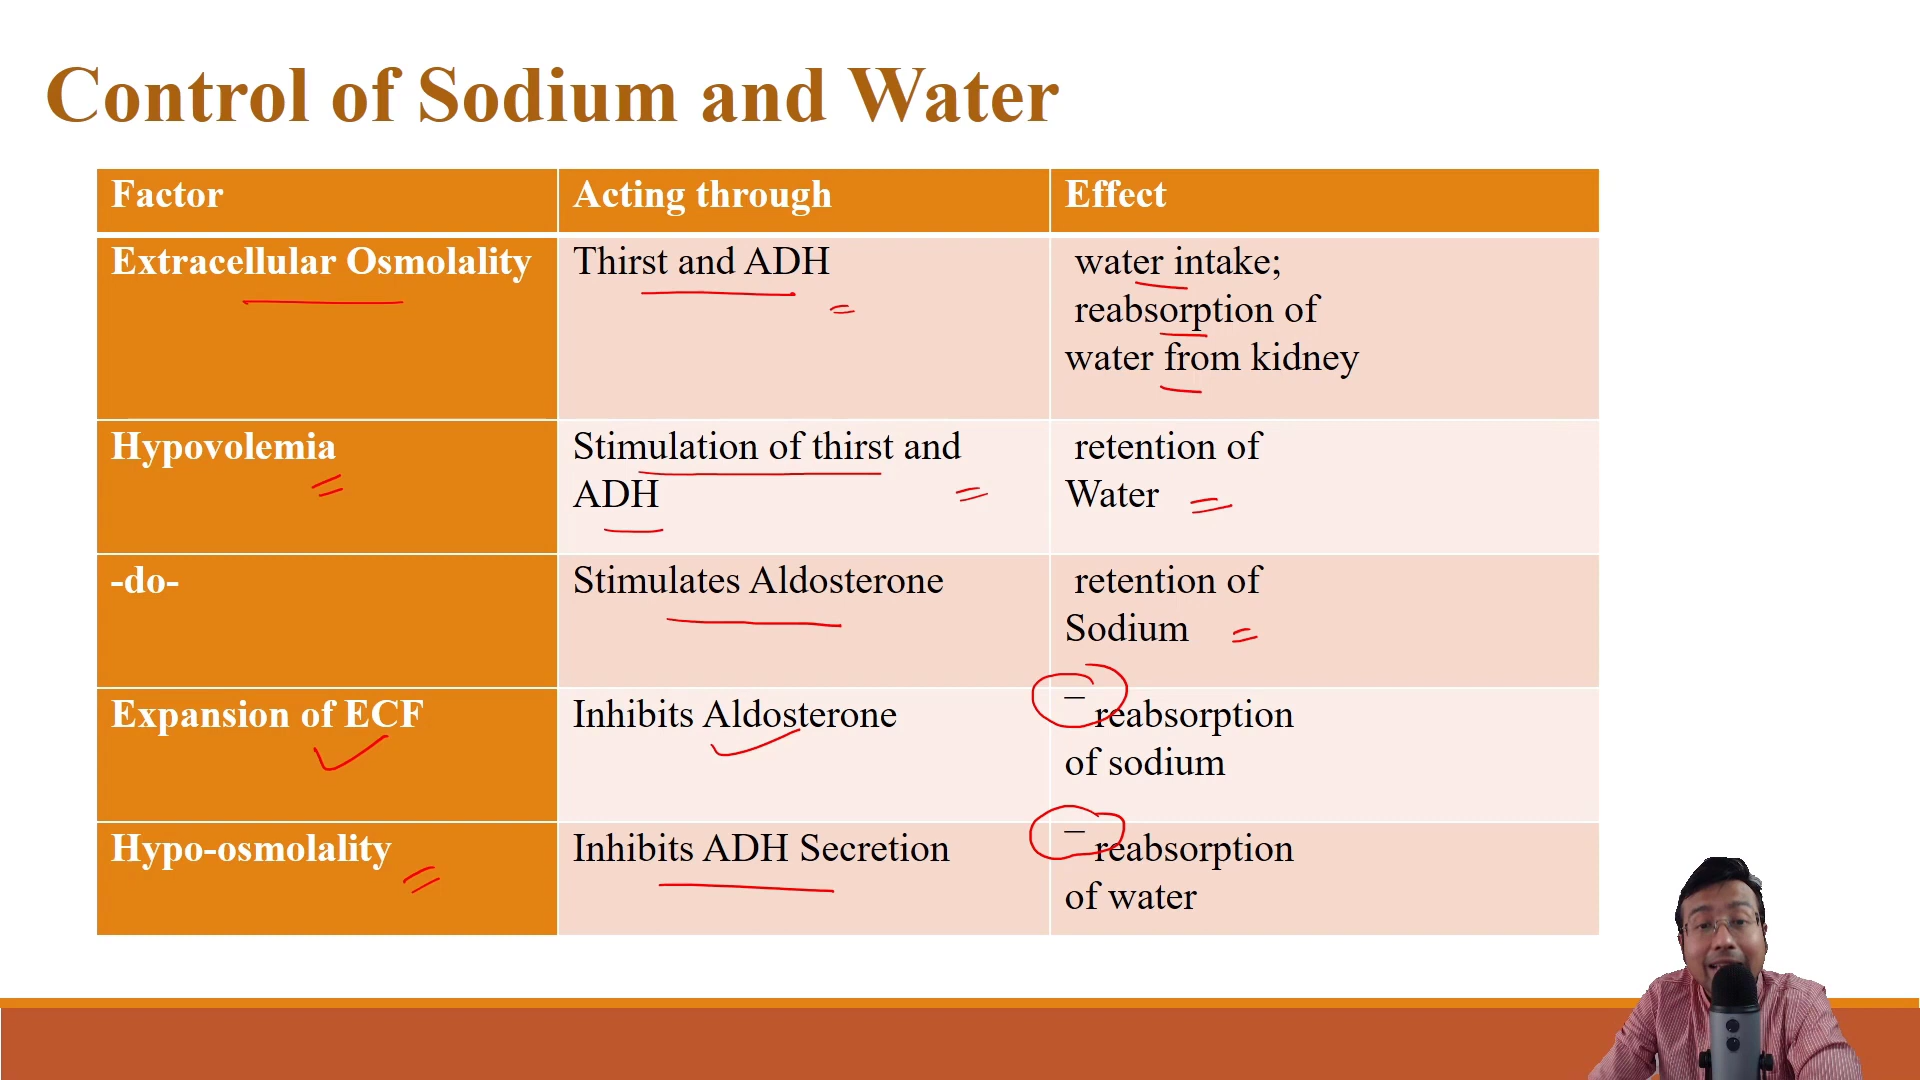 Control of Sodium and Water
Factor Acting through Effect
Extracellular Osmolality Thirst and ADH water intake;
reabsorption of
water from kidney
Hypovolemia Stimulation of thirst and retention of
ADH Water
-do- Stimulates Aldosterone retention of
Sodium
Expansion of ECF Inhibits Aldosterone – reabsorption
of sodium
Hypo-osmolality Inhibits ADH Secretion – reabsorption
of water